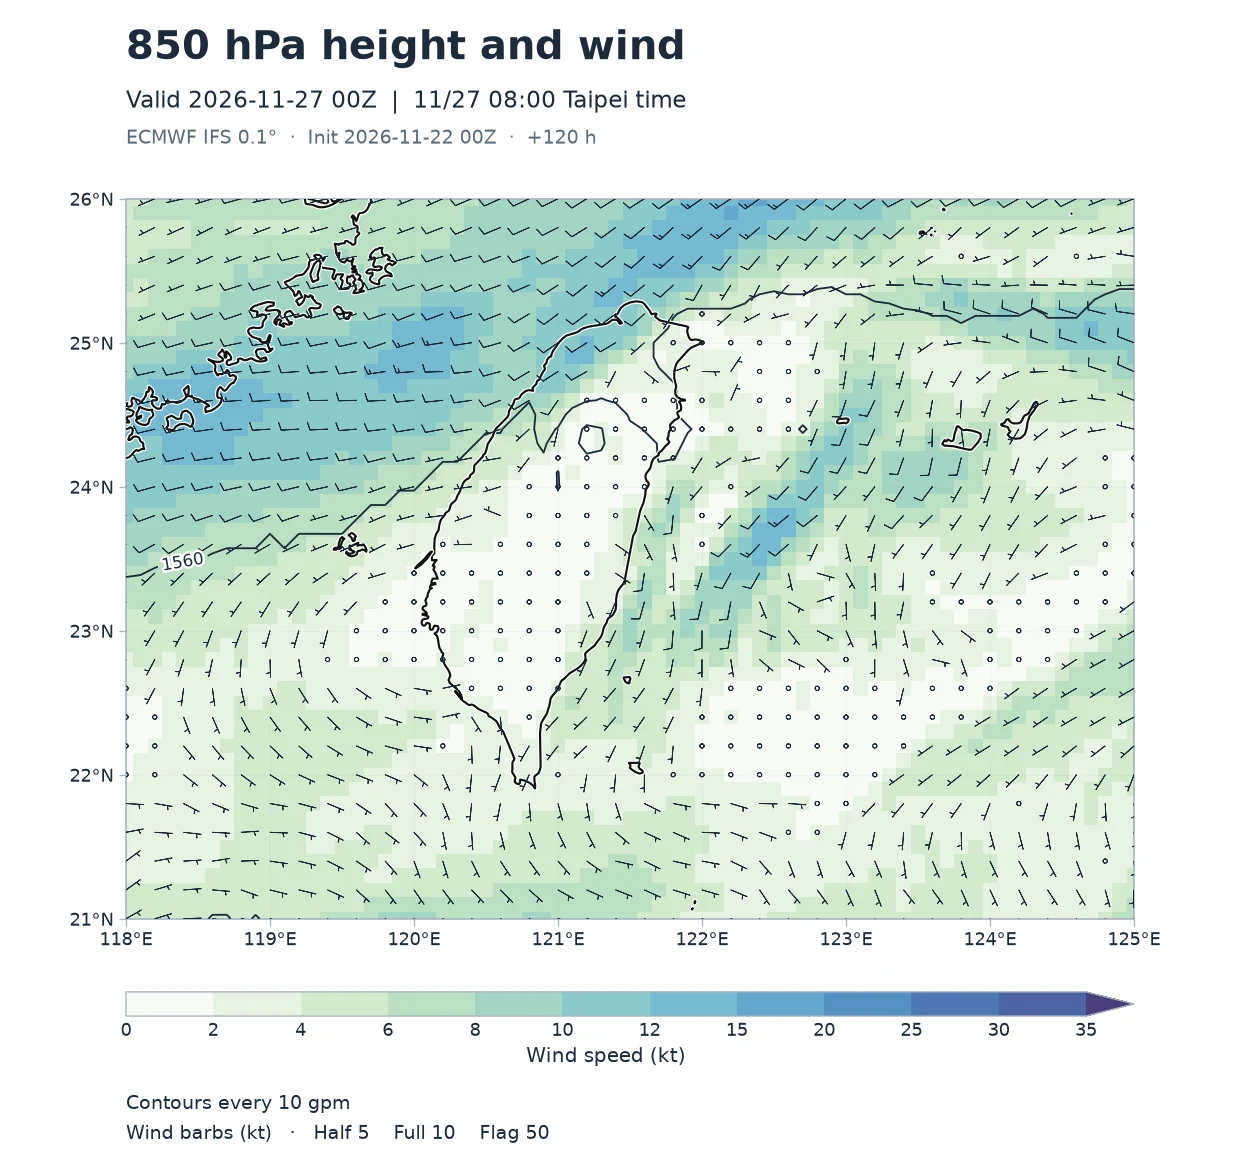 850 hPa height and wind
Valid 2026-11-27 00Z | 11/27 08:00 Taipei time
ECMWF IFS 0.1° · Init 2026-11-22 00Z · +120 h
26°N
25°N
24°N
1560
23°N
22°N
21°N
118°E 119°E 120°E 121°E 122°E 123°E 124°E 125°E
0 2 4 6 8 10 12 15 20 25 30 35
Wind speed (kt)
Contours every 10 gpm
Wind barbs (kt) · Half 5 Full 10 Flag 50